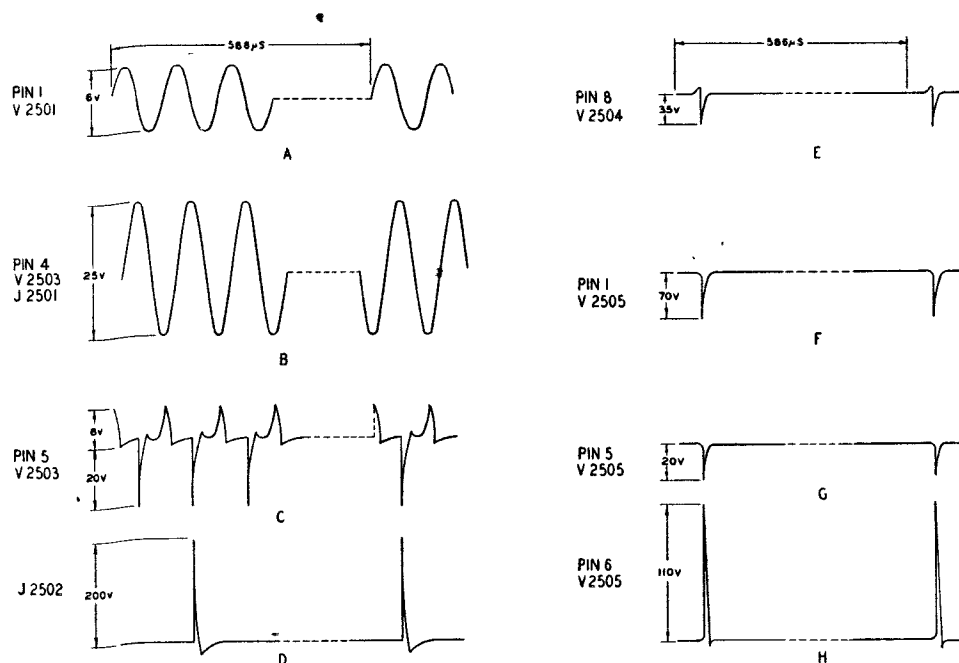 588µS
PIN 1
V 2501
6V
A
PIN 4
V 2503
J 2501
25V
B
PIN 5
V 2503
6V
20V
C
J 2502
200V
D
586µS
PIN 8
V 2504
35V
E
PIN 1
V 2505
70V
F
PIN 5
V 2505
20V
G
PIN 6
V 2505
110V
H